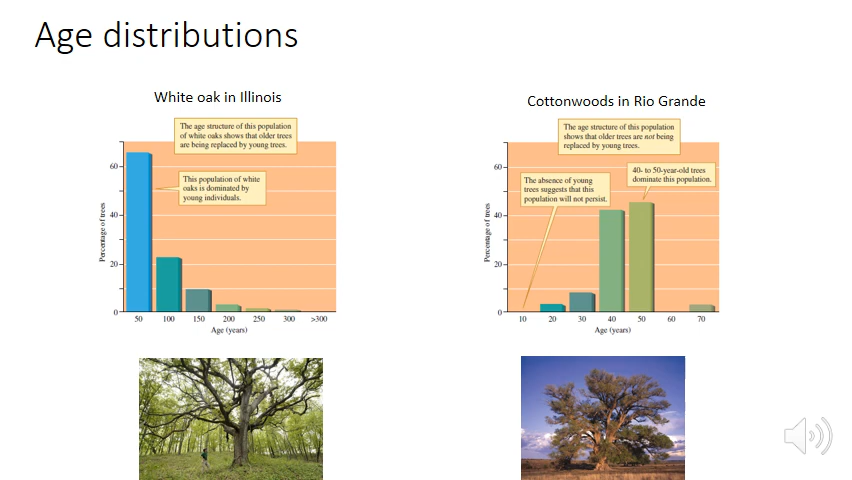 Age distributions
White oak in Illinois
The age structure of this population
of white oaks shows that older trees
are being replaced by young trees.
This population of white
oaks is dominated by
young individuals.
Percentage of trees
60
40
20
0
50 100 150 200 250 300 >300
Age (years)
Cottonwoods in Rio Grande
The age structure of this population
shows that older trees are not being
replaced by young trees.
40- to 50-year-old trees
dominate this population.
The absence of young
trees suggests that this
population will not persist.
Percentage of trees
60
40
20
0
10 20 30 40 50 60 70
Age (years)